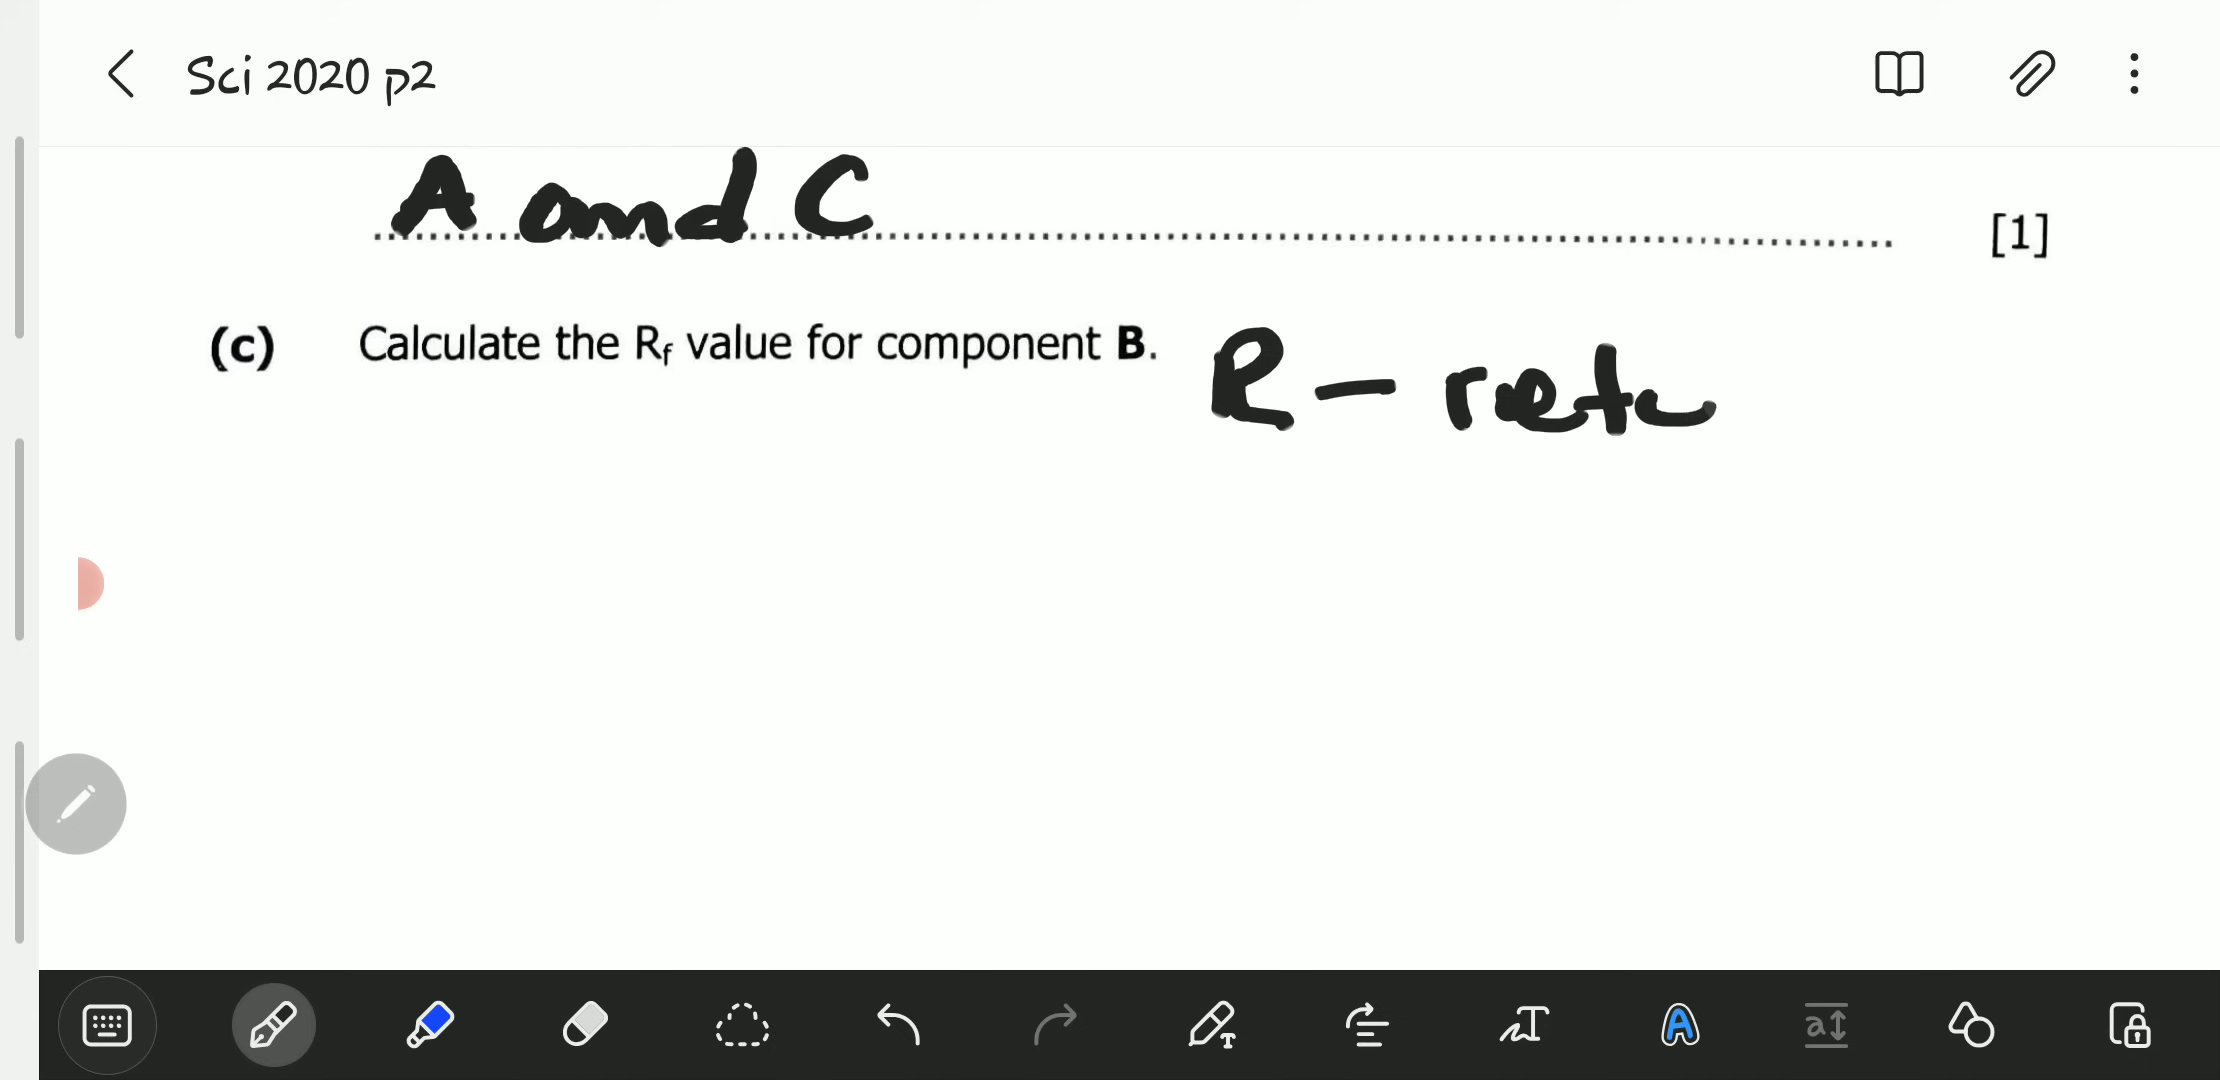 Sci 2020 p2
A and C [1]
(c) Calculate the Rf value for component B. R - rete